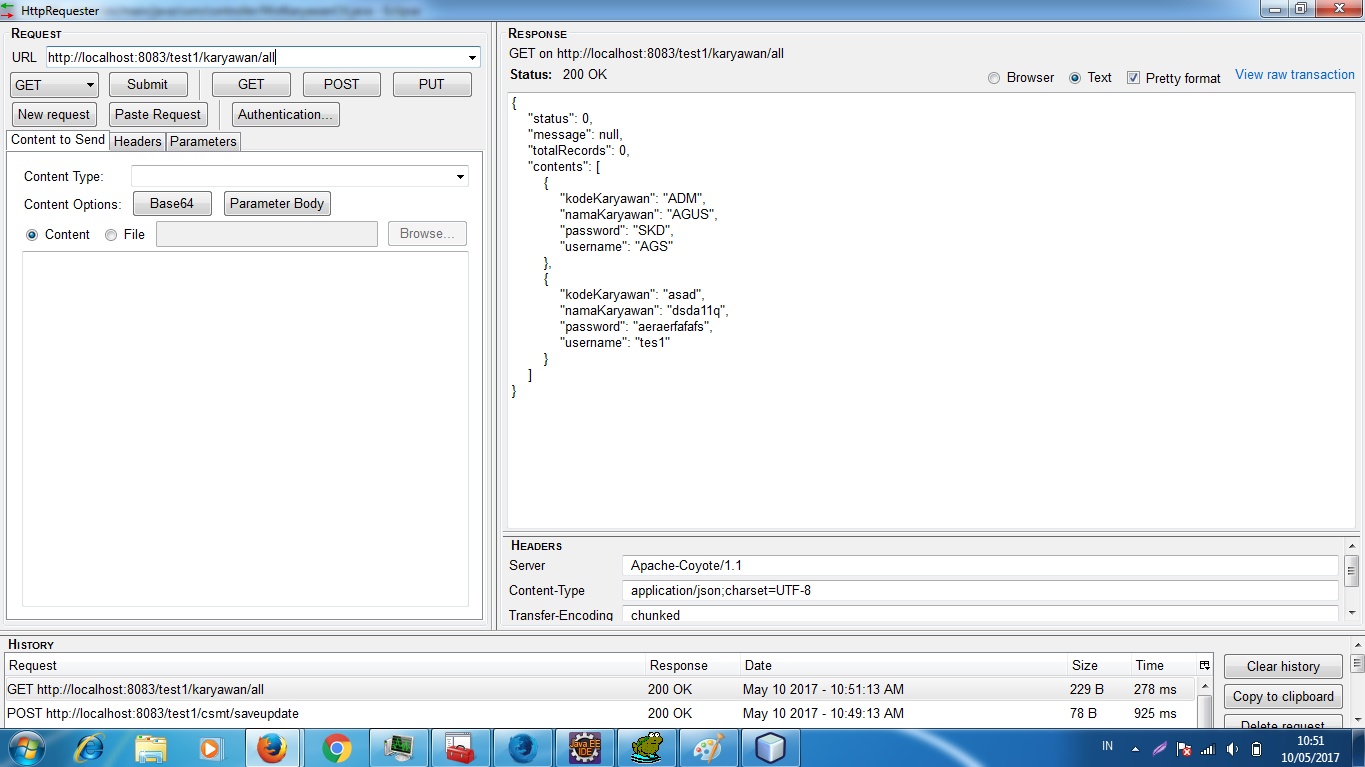 HttpRequester
REQUEST
URL http://localhost:8083/test1/karyawan/all
GET Submit GET POST PUT
New request Paste Request Authentication...
Content to Send Headers Parameters
Content Type:
Content Options: Base64 Parameter Body
Content File Browse...
RESPONSE
GET on http://localhost:8083/test1/karyawan/all
Status: 200 OK
Browser Text Pretty format View raw transaction
{
"status": 0,
"message": null,
"totalRecords": 0,
"contents": [
{
"kodeKaryawan": "ADM",
"namaKaryawan": "AGUS",
"password": "SKD",
"username": "AGS"
},
{
"kodeKaryawan": "asad",
"namaKaryawan": "dsda11q",
"password": "aeraerfafafs",
"username": "tes1"
}
]
}
HEADERS
Server Apache-Coyote/1.1
Content-Type application/json;charset=UTF-8
Transfer-Encoding chunked
HISTORY
Request Response Date Size Time
GET http://localhost:8083/test1/karyawan/all 200 OK May 10 2017 - 10:51:13 AM 229 B 278 ms
POST http://localhost:8083/test1/csmt/saveupdate 200 OK May 10 2017 - 10:49:13 AM 78 B 925 ms
Clear history
Copy to clipboard
Delete request
Java EE
IDE
IN
10:51
10/05/2017